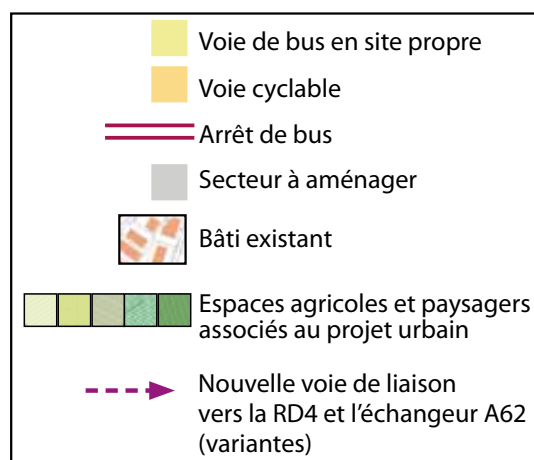 Voie de bus en site propre
Voie cyclable
Arrêt de bus
Secteur à aménager
Bâti existant
Espaces agricoles et paysagers
associés au projet urbain
Nouvelle voie de liaison
vers la RD4 et l'échangeur A62
(variantes)